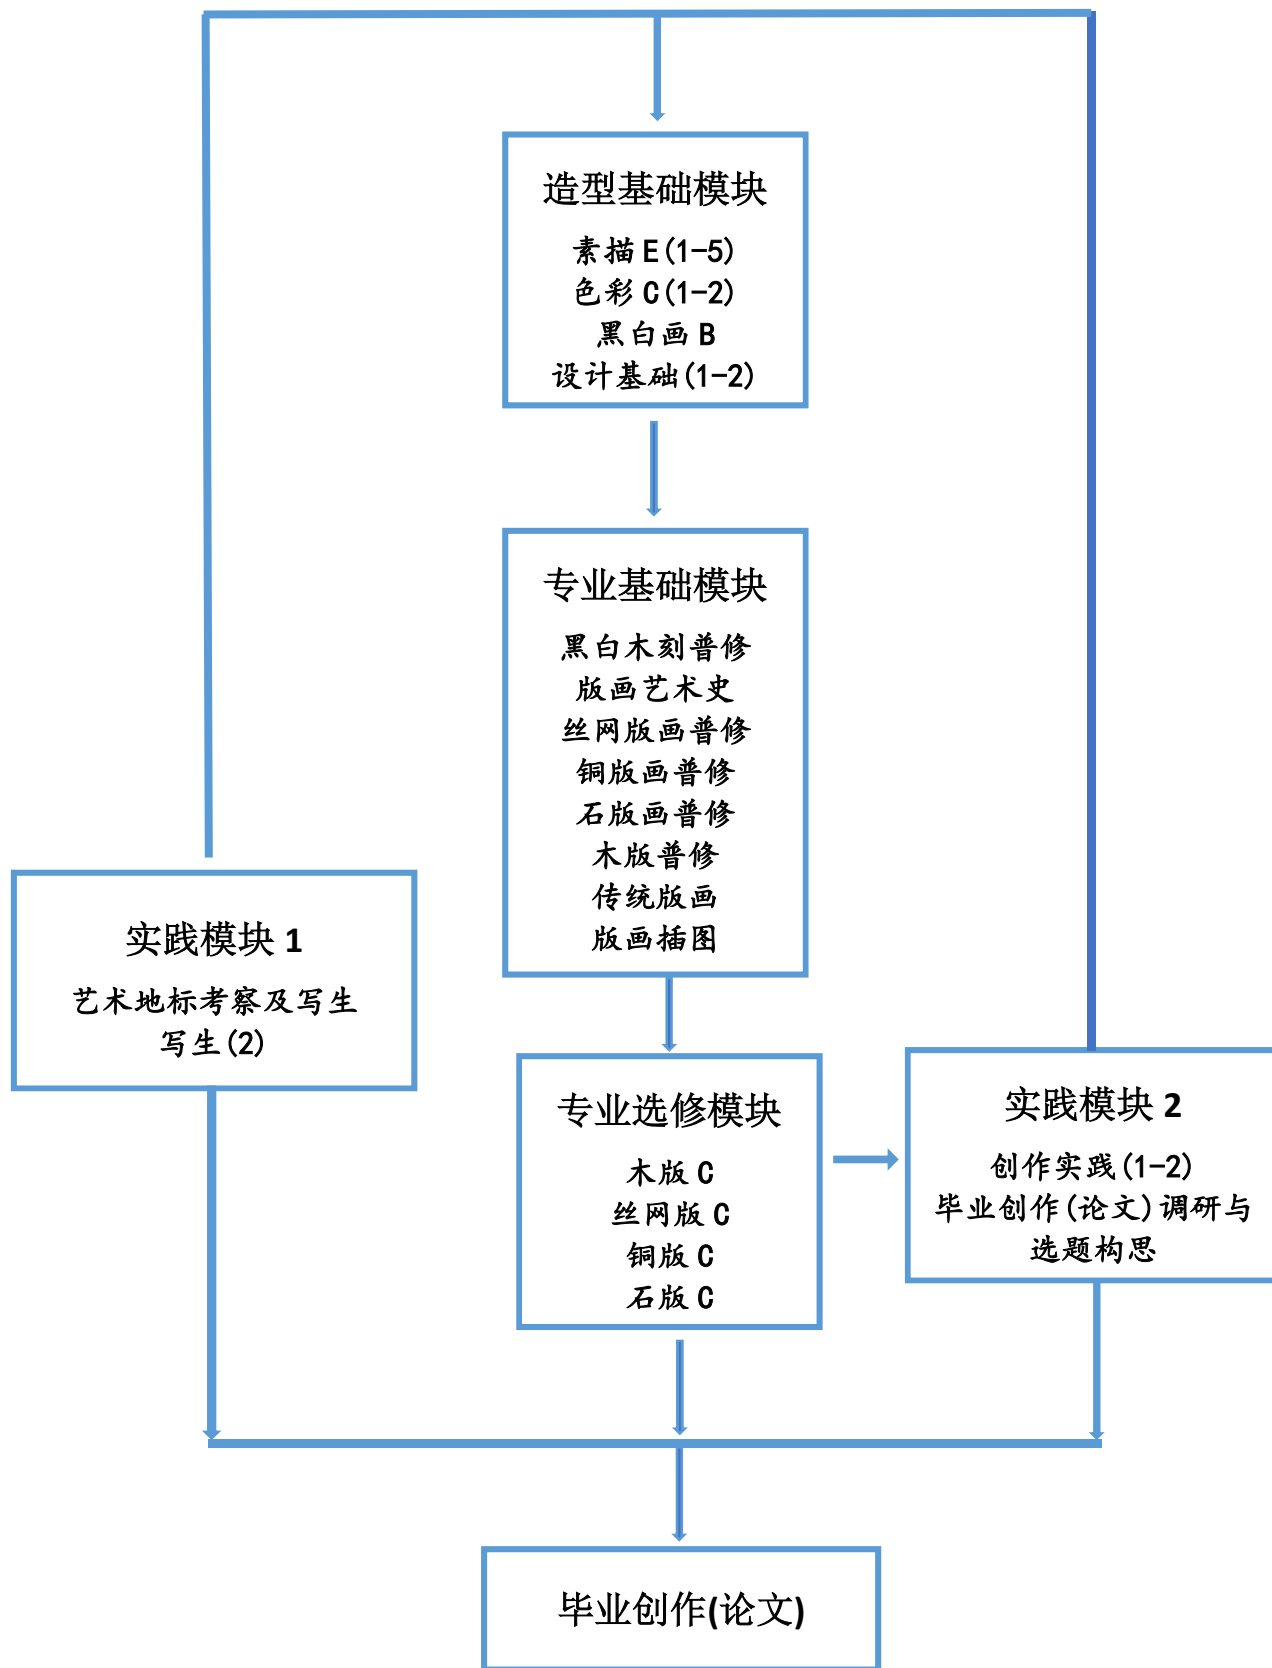 造型基础模块
素描E(1-5)
色彩C(1-2)
黑白画B
设计基础(1-2)
专业基础模块
黑白木刻普修
版画艺术史
丝网版画普修
铜版画普修
石版画普修
木版普修
传统版画
版画插图
实践模块1
艺术地标考察及写生
写生(2)
专业选修模块
木版C
丝网版C
铜版C
石版C
实践模块2
创作实践(1-2)
毕业创作(论文)调研与
选题构思
毕业创作(论文)